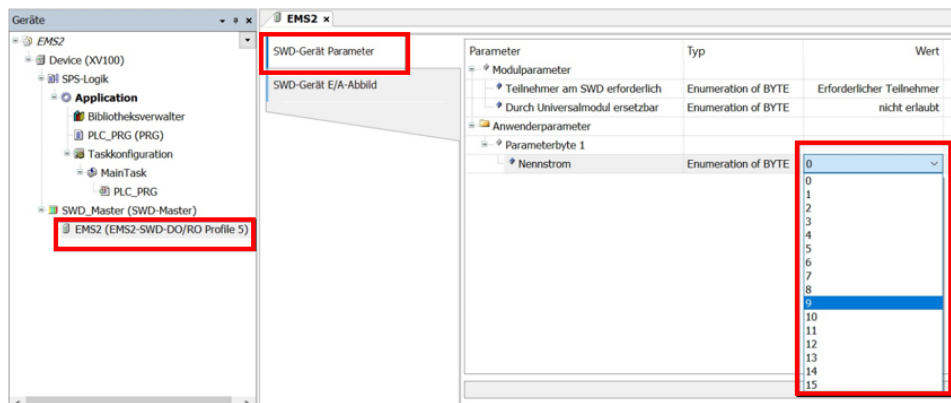 Geräte
EMS2
Device (XV100)
SPS-Logik
Application
Bibliotheksverwalter
PLC_PRG (PRG)
Taskkonfiguration
MainTask
PLC_PRG
SWD_Master (SWD-Master)
EMS2 (EMS2-SWD-DO/RO Profile 5)
EMS2
SWD-Gerät Parameter
SWD-Gerät E/A-Abbild
Parameter Typ Wert
Modulparameter
Teilnehmer am SWD erforderlich Enumeration of BYTE Erforderlicher Teilnehmer
Durch Universalmodul ersetzbar Enumeration of BYTE nicht erlaubt
Anwenderparameter
Parameterbyte 1
Nennstrom Enumeration of BYTE 0
0
1
2
3
4
5
6
7
8
9
10
11
12
13
14
15